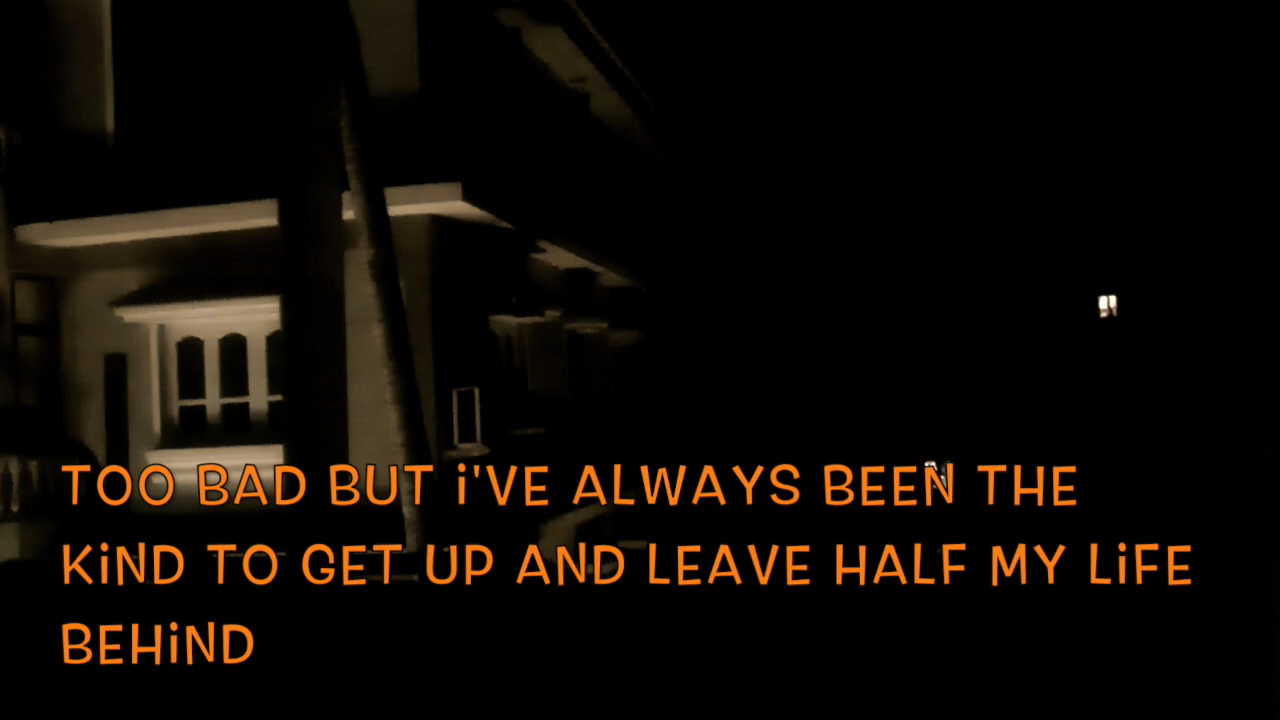 TOO BAD BUT i'VE ALWAYS BEEN THE
KiND TO GET UP AND LEAVE HALF MY LiFE
BEHiND